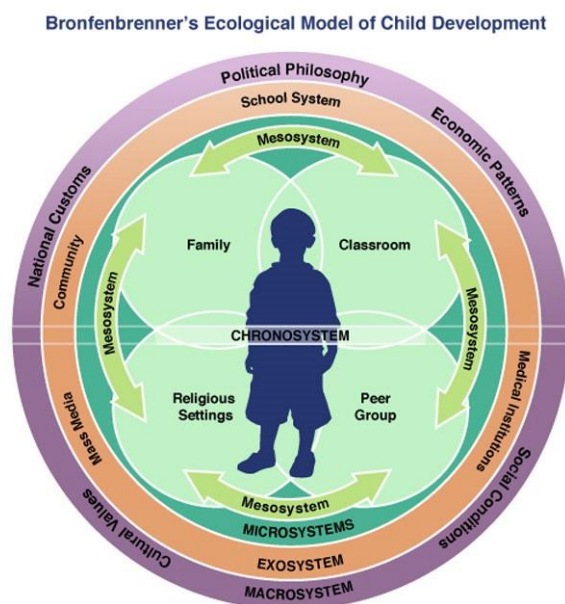 Bronfenbrenner's Ecological Model of Child Development
Political Philosophy
School System
Economic Patterns
National Customs
Mesosystem
Community
Family
Classroom
Mesosystem
Mesosystem
CHRONOSYSTEM
Religious
Settings
Peer
Group
Mass Media
Medical Institutions
Cultural Values
Social Conditions
Mesosystem
MICROSYSTEMS
EXOSYSTEM
MACROSYSTEM